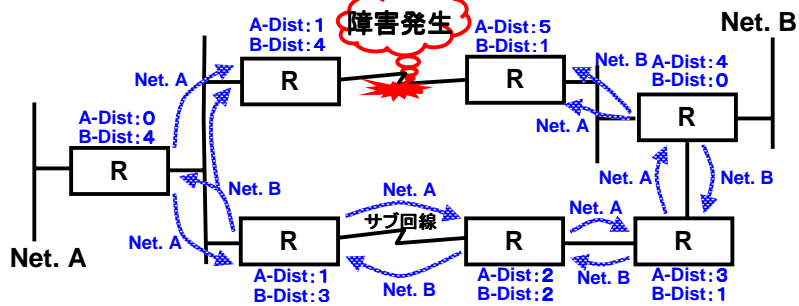 障害発生
A-Dist:1
B-Dist:4
A-Dist:5
B-Dist:1
Net. B
Net. A
R
R
Net. B
A-Dist:4
B-Dist:0
A-Dist:0
B-Dist:4
Net. A
R
R
Net. B
Net. A
サブ回線
Net. A
Net. B
Net. A
Net. A
R
R
R
Net. B
Net. B
Net. A
A-Dist:1
B-Dist:3
A-Dist:2
B-Dist:2
A-Dist:3
B-Dist:1